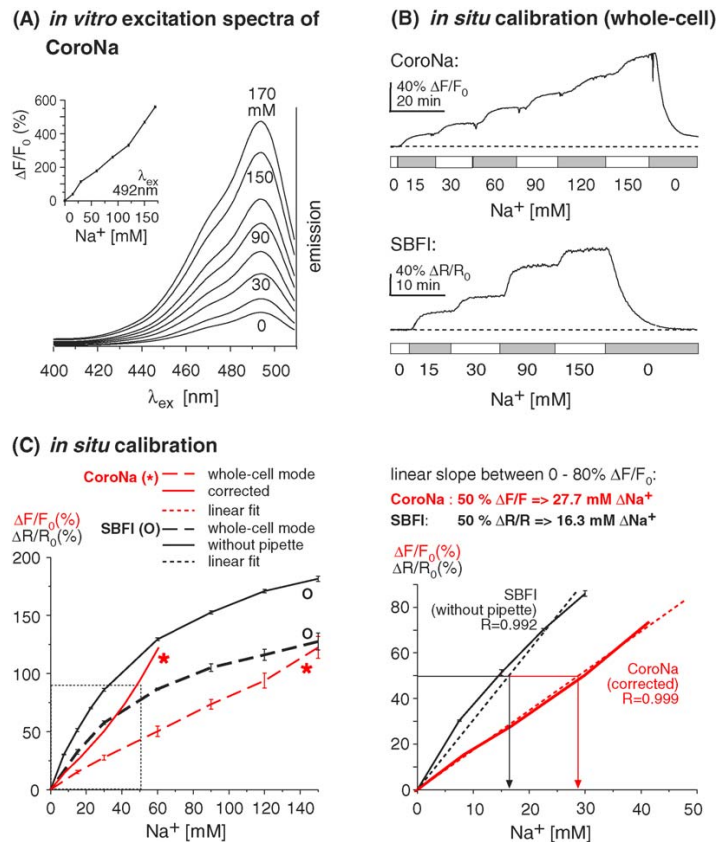 (A) in vitro excitation spectra of
CoroNa
600
500
400
300
200
100
0
ΔF/F0 (%)
0 50 100 150
Na+ [mM]
λex
492nm
170
mM
150
90
30
0
emission
400 420 440 460 480 500
λex [nm]
(B) in situ calibration (whole-cell)
CoroNa:
40% ΔF/F0
20 min
0 15 30 60 90 120 150 0
Na+ [mM]
SBFI:
40% ΔR/R0
10 min
0 15 30 90 150 0
Na+ [mM]
(C) in situ calibration
CoroNa (*)
whole-cell mode
corrected
linear fit
SBFI (O)
whole-cell mode
without pipette
linear fit
ΔF/F0(%)
ΔR/R0(%)
200
150
100
50
0
O
O
*
*
0 20 40 60 80 100 120 140
Na+ [mM]
linear slope between 0 - 80% ΔF/F0:
CoroNa : 50 % ΔF/F => 27.7 mM ΔNa+
SBFI: 50 % ΔR/R => 16.3 mM ΔNa+
ΔF/F0(%)
ΔR/R0(%)
80
60
40
20
0
SBFI
(without pipette)
R=0.992
CoroNa
(corrected)
R=0.999
0 10 20 30 40 50
Na+ [mM]